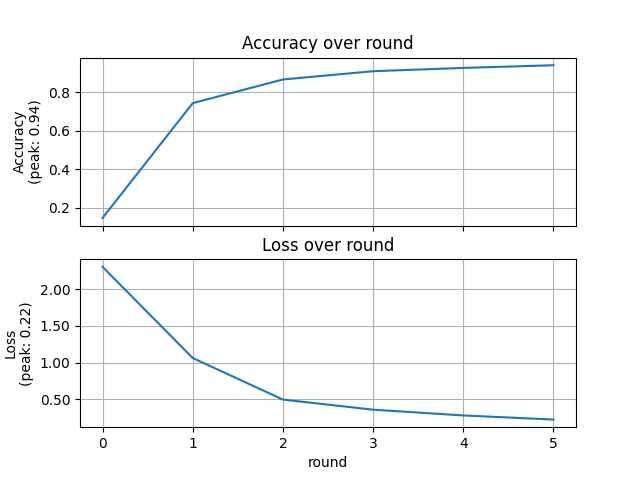 Accuracy over round
Accuracy
(peak: 0.94)
0.8
0.6
0.4
0.2
Loss over round
Loss
(peak: 0.22)
2.00
1.50
1.00
0.50
0 1 2 3 4 5
round